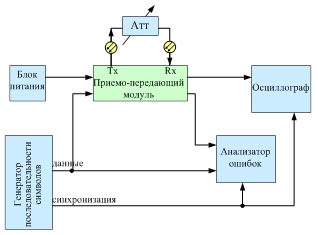 Атт
Tx
Rx
Блок
питания
Приемо-передающий
модуль
Осциллограф
Генератор
последовательности
символов
данные
Анализатор
ошибок
синхронизация